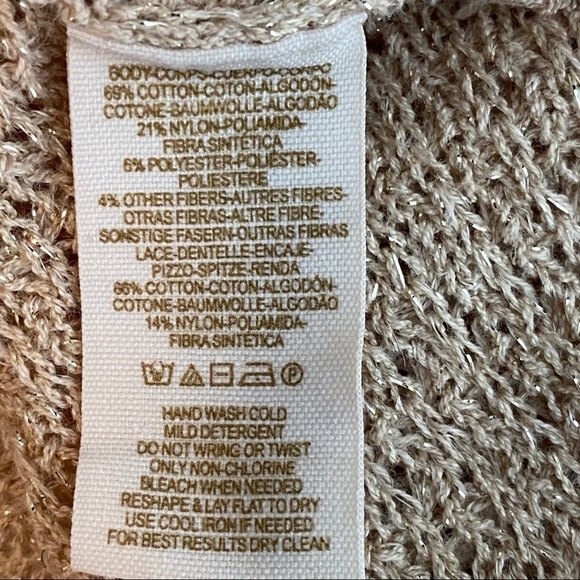 BODY-CORPS-CUERPO-CORPO
69% COTTON-COTON-ALGODÓN-
COTONE-BAUMWOLLE-ALGODÃO
21% NYLON-POLIAMIDA-
FIBRA SINTÉTICA
6% POLYESTER-POLIÉSTER-
POLIESTERE
4% OTHER FIBERS-AUTRES FIBRES-
OTRAS FIBRAS-ALTRE FIBRE-
SONSTIGE FASERN-OUTRAS FIBRAS
LACE-DENTELLE-ENCAJE-
PIZZO-SPITZE-RENDA
86% COTTON-COTON-ALGODÓN-
COTONE-BAUMWOLLE-ALGODÃO
14% NYLON-POLIAMIDA-
FIBRA SINTÉTICA
HAND WASH COLD
MILD DETERGENT
DO NOT WRING OR TWIST
ONLY NON-CHLORINE
BLEACH WHEN NEEDED
RESHAPE & LAY FLAT TO DRY
USE COOL IRON IF NEEDED
FOR BEST RESULTS DRY CLEAN